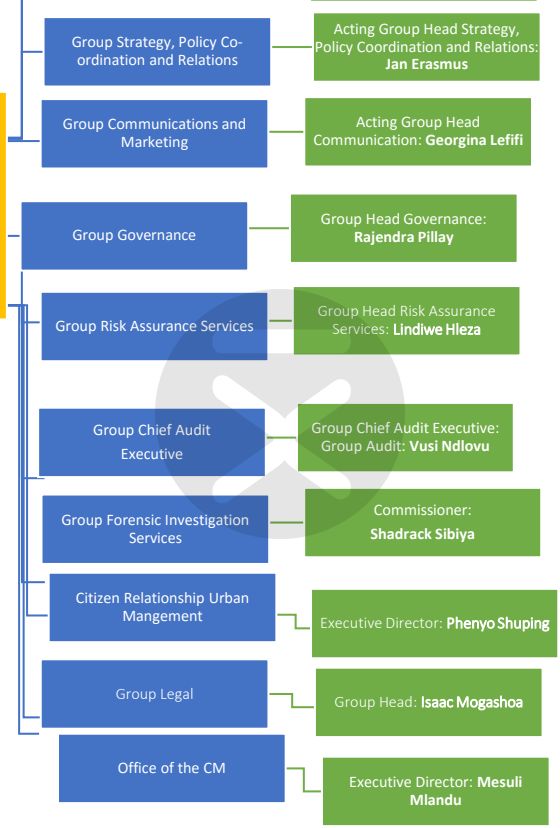 Group Strategy, Policy Co-
ordination and Relations
Acting Group Head Strategy,
Policy Coordination and Relations:
Jan Erasmus
Group Communications and
Marketing
Acting Group Head
Communication: Georgina Lefifi
Group Governance
Group Head Governance:
Rajendra Pillay
Group Risk Assurance Services
Group Head Risk Assurance
Services: Lindiwe Hleza
Group Chief Audit
Executive
Group Chief Audit Executive:
Group Audit: Vusi Ndlovu
Group Forensic Investigation
Services
Commissioner:
Shadrack Sibiya
Citizen Relationship Urban
Mangement
Executive Director: Phenyo Shuping
Group Legal
Group Head: Isaac Mogashoa
Office of the CM
Executive Director: Mesuli
Mlandu